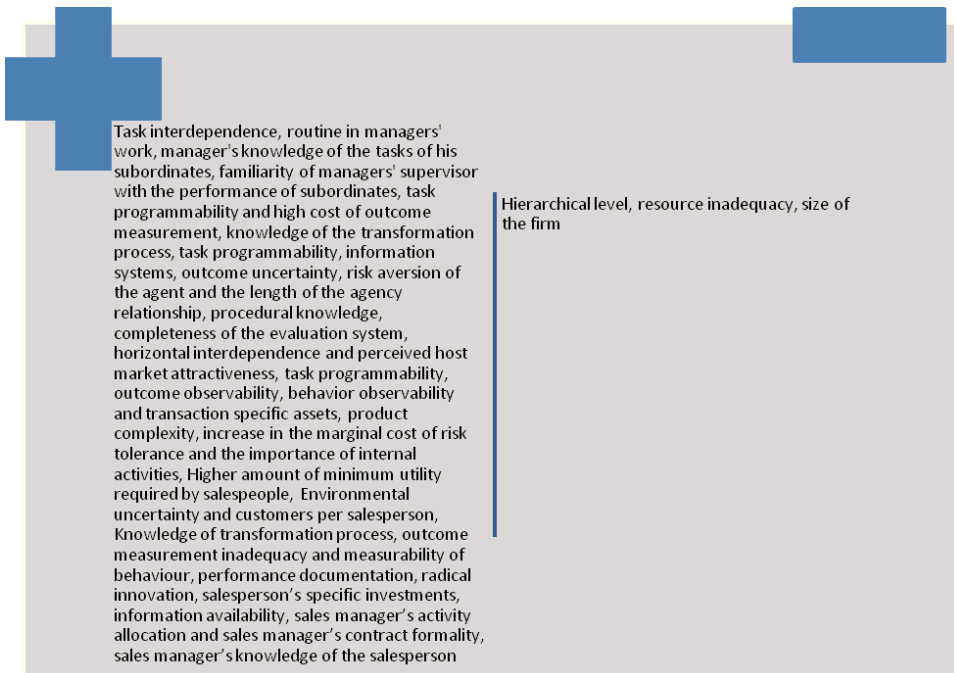 Task interdependence, routine in managers'
work, manager's knowledge of the tasks of his
subordinates, familiarity of managers' supervisor
with the performance of subordinates, task
programmability and high cost of outcome
measurement, knowledge of the transformation
process, task programmability, information
systems, outcome uncertainty, risk aversion of
the agent and the length of the agency
relationship, procedural knowledge,
completeness of the evaluation system,
horizontal interdependence and perceived host
market attractiveness, task programmability,
outcome observability, behavior observability
and transaction specific assets, product
complexity, increase in the marginal cost of risk
tolerance and the importance of internal
activities, Higher amount of minimum utility
required by salespeople, Environmental
uncertainty and customers per salesperson,
Knowledge of transformation process, outcome
measurement inadequacy and measurability of
behaviour, performance documentation, radical
innovation, salesperson’s specific investments,
information availability, sales manager’s activity
allocation and sales manager’s contract formality,
sales manager’s knowledge of the salesperson
Hierarchical level, resource inadequacy, size of
the firm